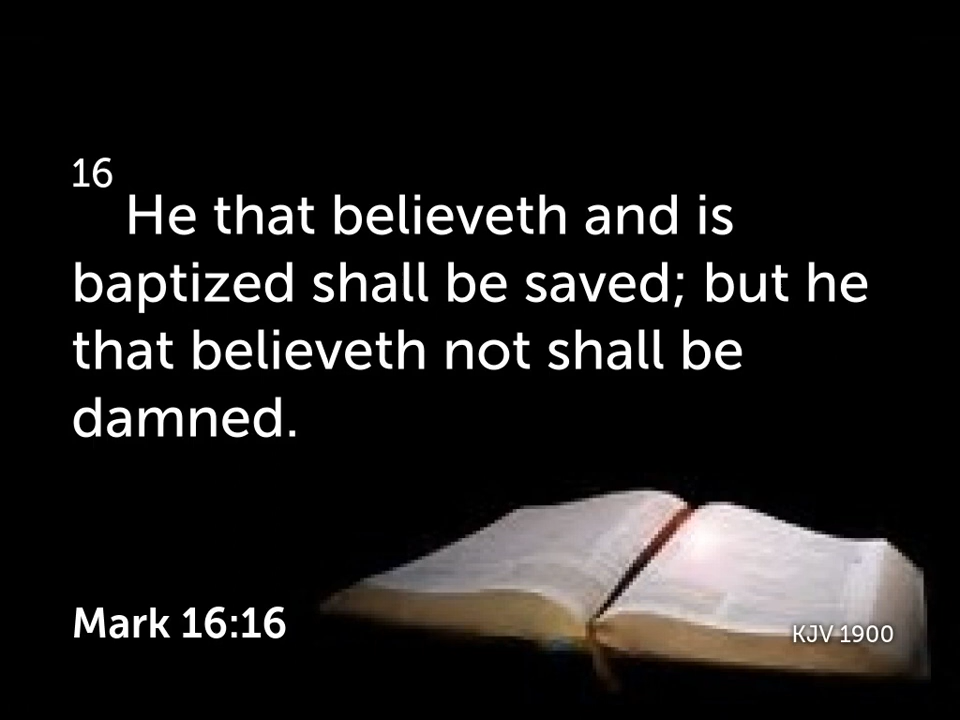 16
He that believeth and is
baptized shall be saved; but he
that believeth not shall be
damned.
Mark 16:16
KJV 1900